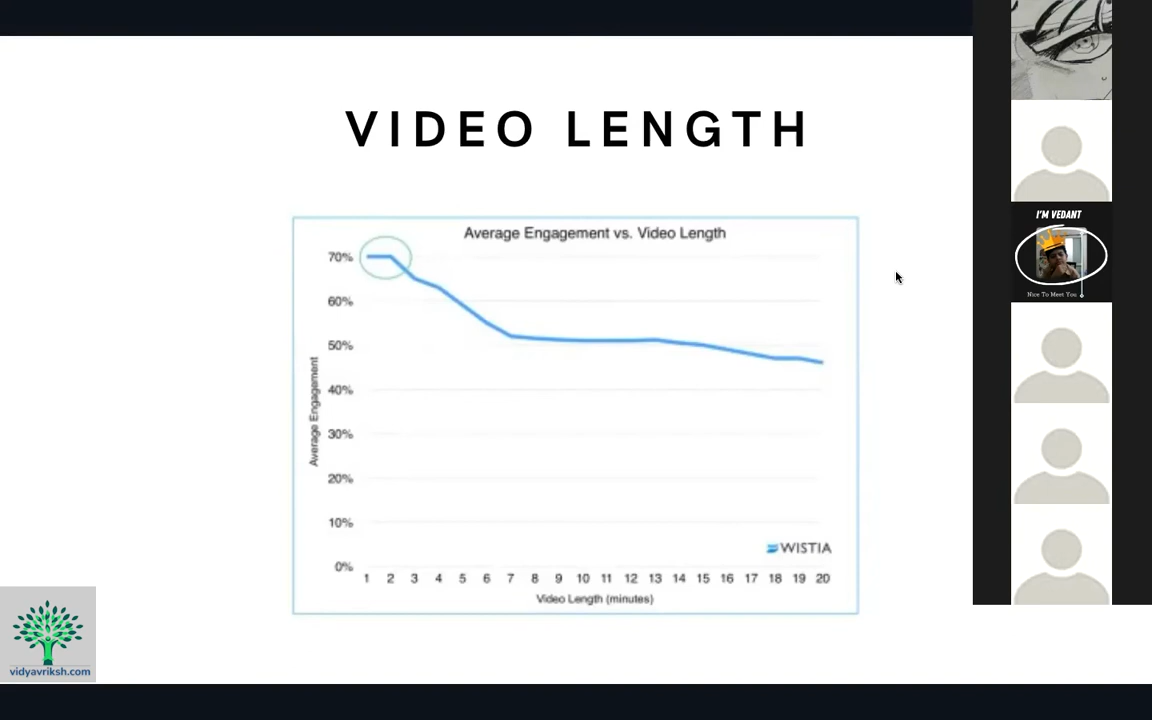 VIDEO LENGTH
Average Engagement vs. Video Length
70%
60%
50%
40%
30%
20%
10%
0%
Average Engagement
1 2 3 4 5 6 7 8 9 10 11 12 13 14 15 16 17 18 19 20
Video Length (minutes)
WISTIA
I'M VEDANT
Nice To Meet You
vidyavriksh.com